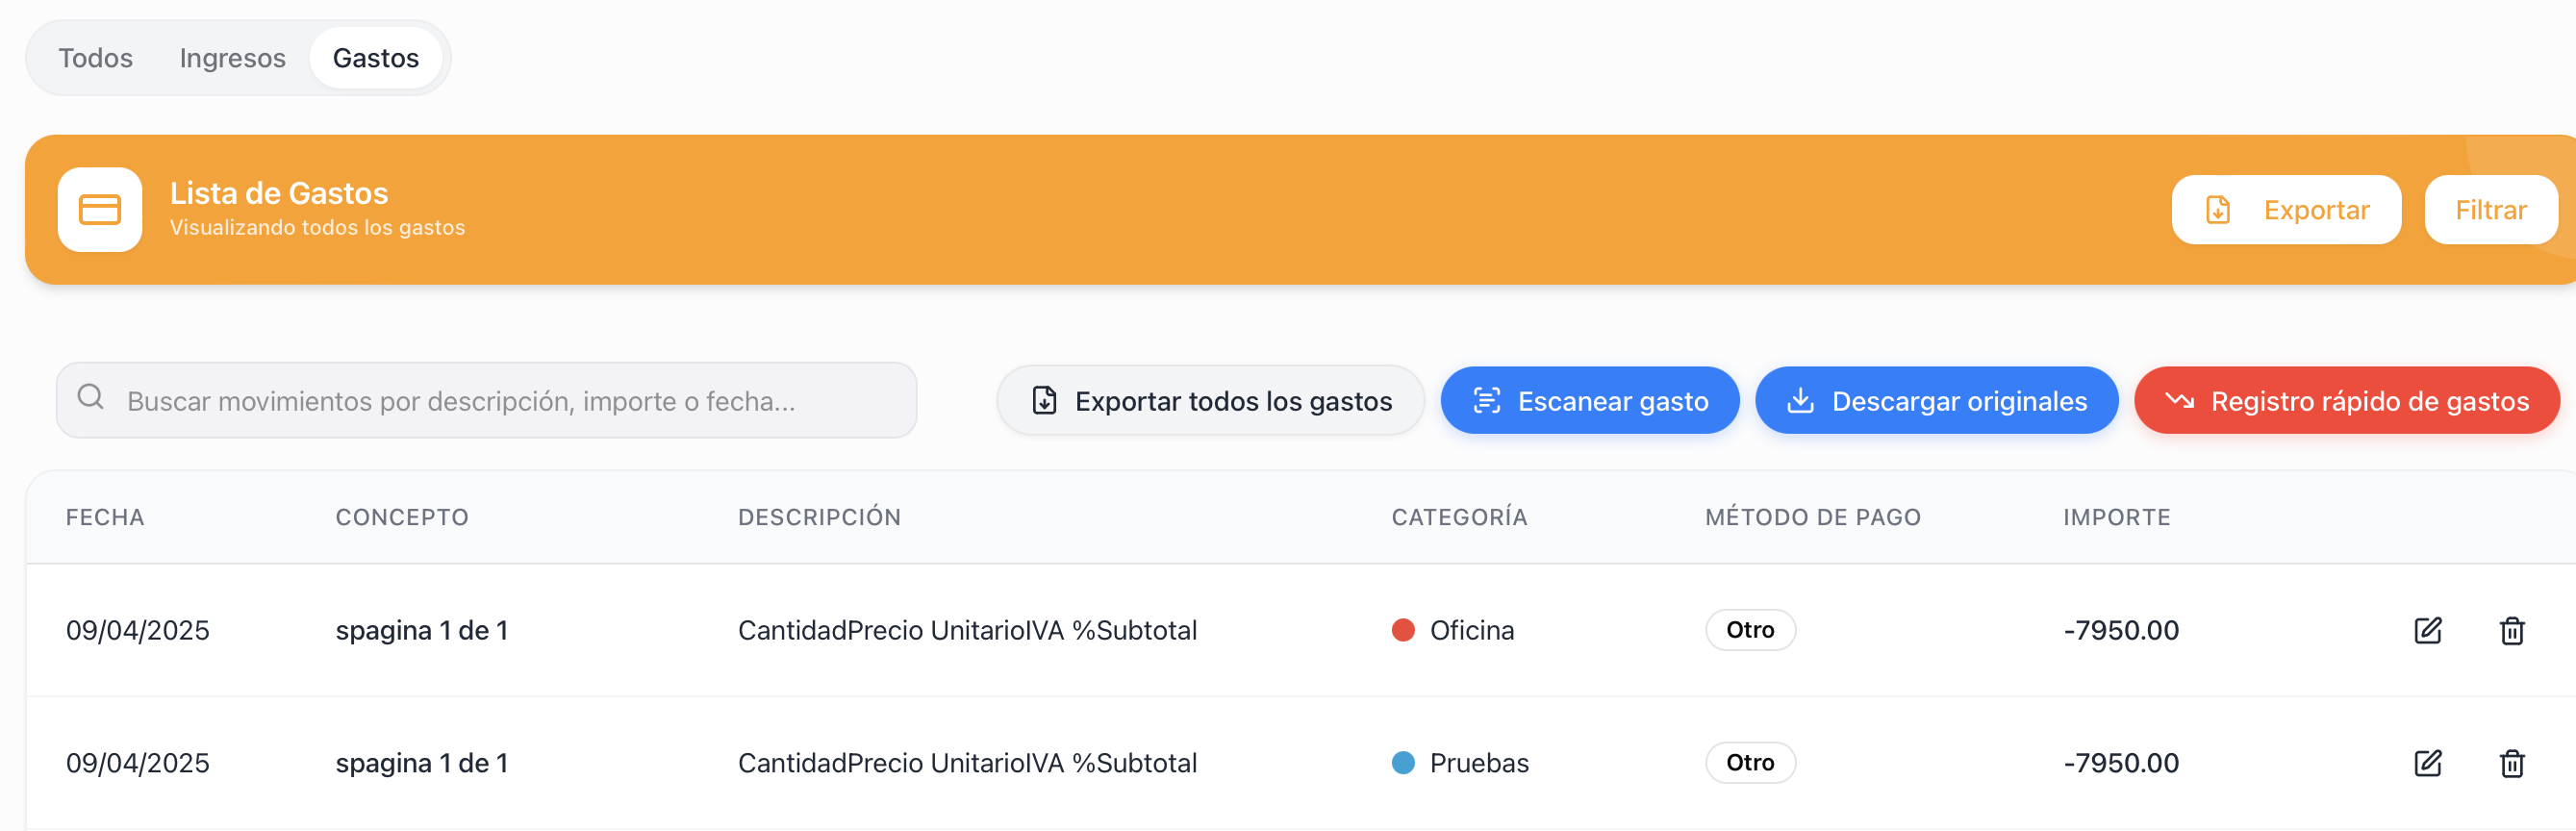 Todos Ingresos Gastos
Lista de Gastos
Visualizando todos los gastos
Exportar Filtrar
Buscar movimientos por descripción, importe o fecha...
Exportar todos los gastos Escanear gasto Descargar originales Registro rápido de gastos
FECHA CONCEPTO DESCRIPCIÓN CATEGORÍA MÉTODO DE PAGO IMPORTE
09/04/2025 spagina 1 de 1 CantidadPrecio UnitarioIVA %Subtotal Oficina Otro -7950.00
09/04/2025 spagina 1 de 1 CantidadPrecio UnitarioIVA %Subtotal Pruebas Otro -7950.00